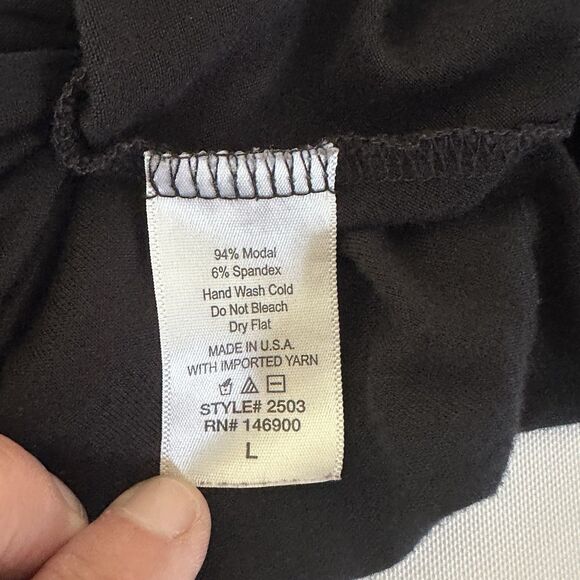 94% Modal
6% Spandex
Hand Wash Cold
Do Not Bleach
Dry Flat
MADE IN U.S.A.
WITH IMPORTED YARN
STYLE# 2503
RN# 146900
L